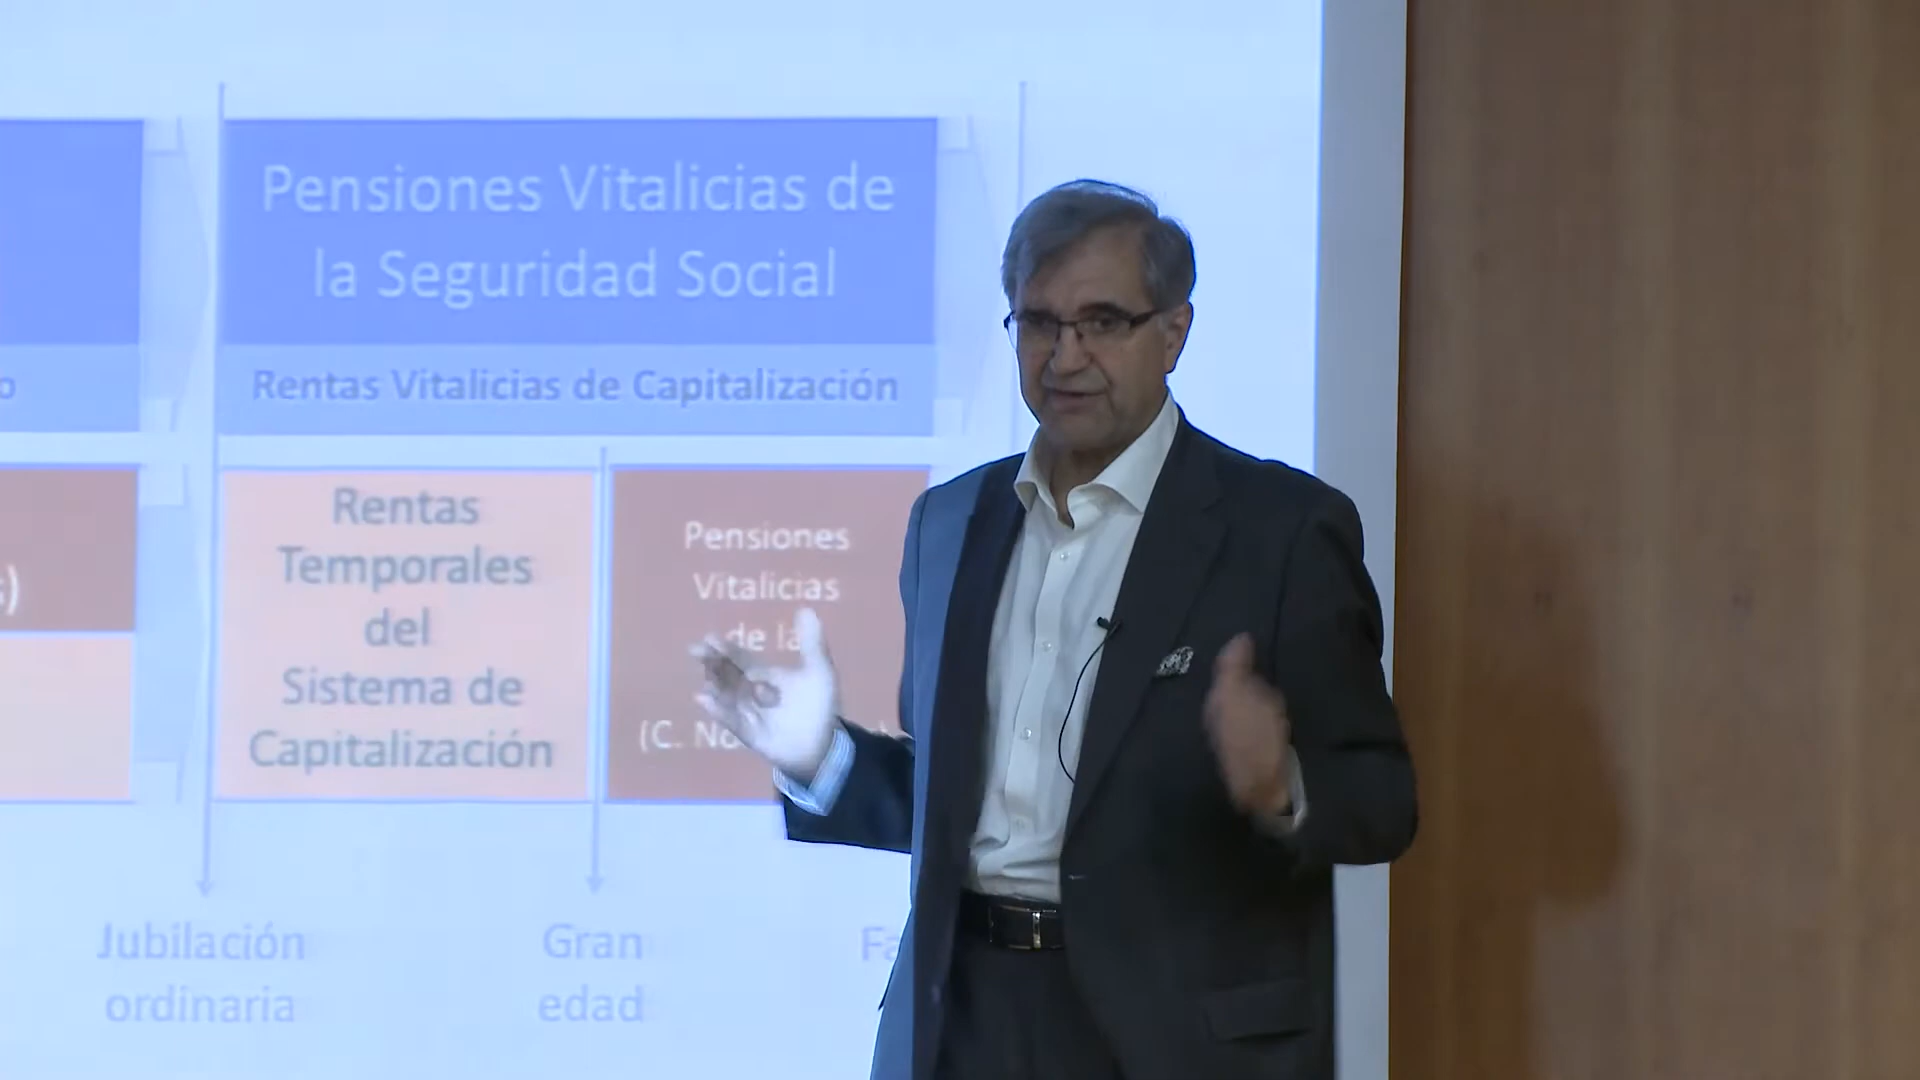 Pensiones Vitalicias de
la Seguridad Social
Rentas Vitalicias de Capitalización
Rentas
Temporales
del
Sistema de
Capitalización
Pensiones
Vitalicias
de la
(C.
Jubilación
ordinaria
Gran
edad